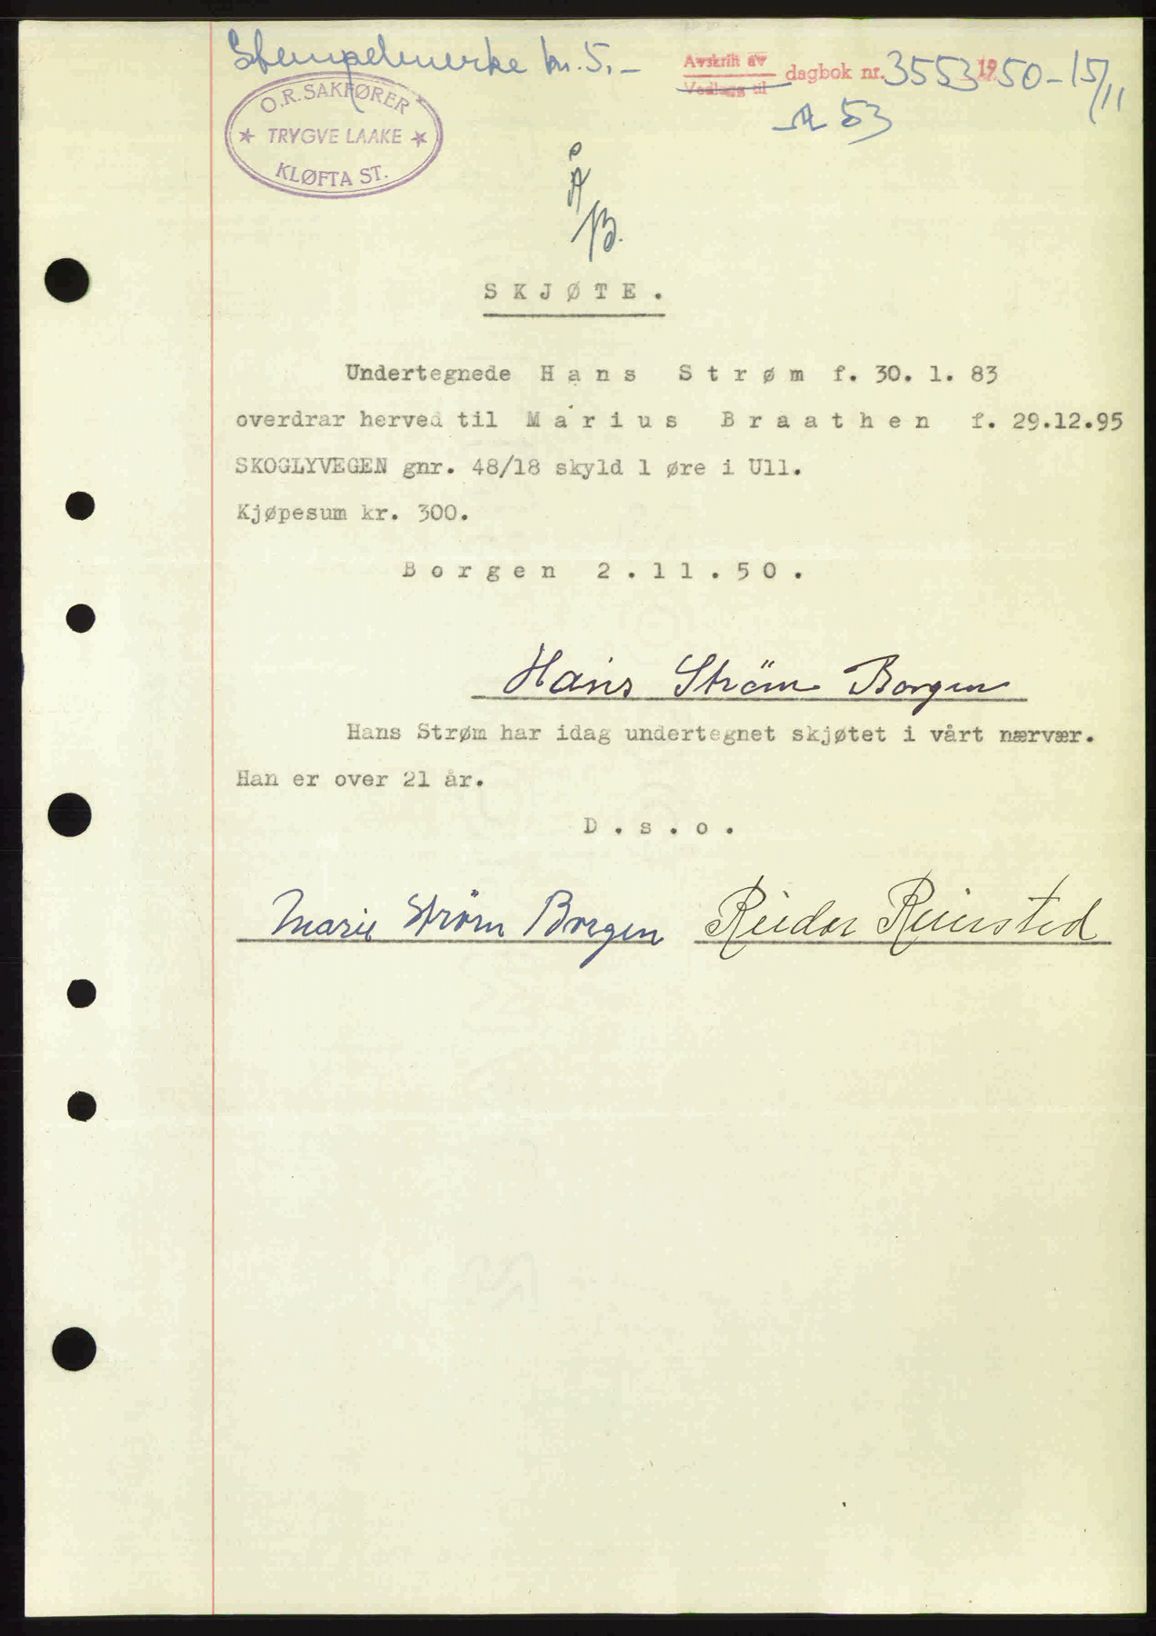 Stempelmerke kr. 5,-
O.R.SAKFØRER
TRYGVE LAAKE
KLØFTA ST.
Avskrift av
Vedlegg til
dagbok nr. 3553 1950-15/11
A 53
Å
B.
SKJØTE.
Undertegnede Hans Strøm f. 30. 1. 83
overdrar herved til Marius Braathen f. 29.12.95
SKOGLYVEGEN gnr. 48/18 skyld 1 øre i Ull.
Kjøpesum kr. 300.
Borgen 2.11.50.
Hans Strøm Borgen
Hans Strøm har idag undertegnet skjøtet i vårt nærvær.
Han er over 21 år.
D.s.o.
Marie Strøm Borgen Reidar